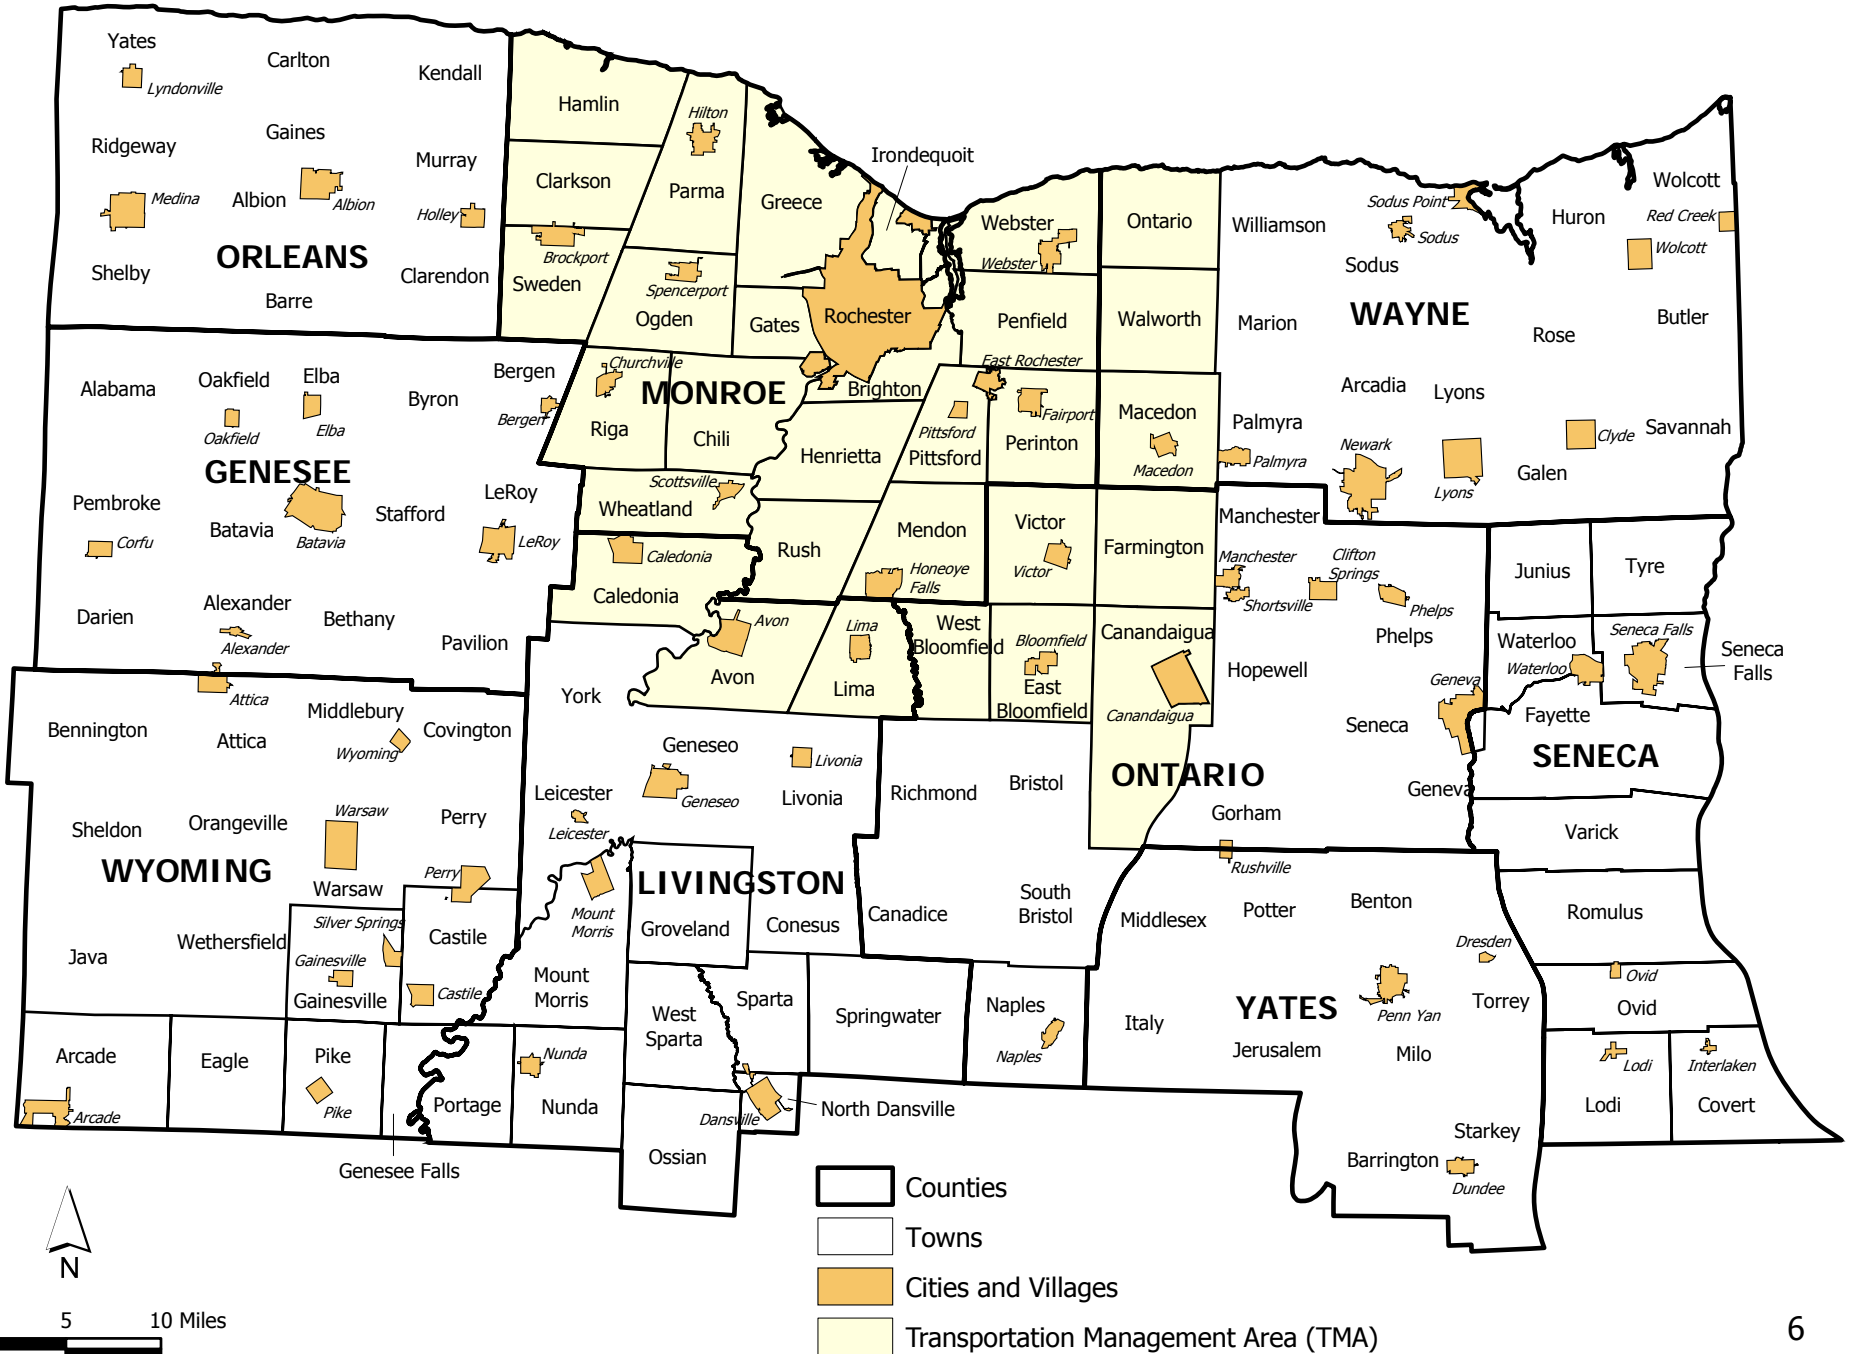 Yates
Lyndonville
Carlton
Kendall
Ridgeway
Gaines
Murray
Medina
Albion
Albion
Holley
ORLEANS
Shelby
Barre
Clarendon
Hamlin
Clarkson
Brockport
Sweden
Hilton
Parma
Spencerport
Ogden
Greece
Gates
Irondequoit
Rochester
Webster
Webster
Penfield
East Rochester
Ontario
Walworth
Macedon
Macedon
Churchville
MONROE
Brighton
Riga
Chili
Henrietta
Pittsford
Pittsford
Fairport
Perinton
Scottsville
Wheatland
Rush
Mendon
Honeoye
Falls
Williamson
Sodus Point
Sodus
Sodus
Huron
Wolcott
Red Creek
Wolcott
WAYNE
Marion
Rose
Butler
Arcadia
Lyons
Palmyra
Palmyra
Newark
Lyons
Clyde
Savannah
Galen
Alabama
Oakfield
Oakfield
Elba
Elba
Byron
Bergen
Bergen
GENESEE
Pembroke
Corfu
Batavia
Batavia
Stafford
LeRoy
LeRoy
Darien
Alexander
Alexander
Bethany
Pavilion
Caledonia
Caledonia
Avon
Avon
Lima
Lima
West
Bloomfield
Bloomfield
East
Bloomfield
Victor
Victor
Farmington
Canandaigua
Canandaigua
Manchester
Manchester
Shortsville
Clifton
Springs
Phelps
Phelps
Hopewell
Geneva
Seneca
Geneva
ONTARIO
Gorham
Rushville
Richmond
Bristol
Canadice
South
Bristol
Naples
Naples
Junius
Tyre
Waterloo
Waterloo
Seneca Falls
Seneca
Falls
Fayette
SENECA
Varick
Romulus
Ovid
Ovid
Lodi
Lodi
Interlaken
Covert
Attica
Bennington
Attica
Middlebury
Wyoming
Covington
Sheldon
Orangeville
Warsaw
Warsaw
Perry
Perry
WYOMING
Java
Wethersfield
Silver Springs
Gainesville
Gainesville
Castile
Castile
Arcade
Arcade
Eagle
Pike
Pike
Genesee Falls
York
Leicester
Leicester
Geneseo
Geneseo
Livonia
Livonia
LIVINGSTON
Mount
Morris
Mount
Morris
Groveland
Conesus
West
Sparta
Sparta
Springwater
Portage
Nunda
Nunda
Dansville
North Dansville
Ossian
Middlesex
Potter
Benton
Dresden
YATES
Italy
Jerusalem
Penn Yan
Milo
Torrey
Barrington
Starkey
Dundee
N
5
10 Miles
Counties
Towns
Cities and Villages
Transportation Management Area (TMA)
6